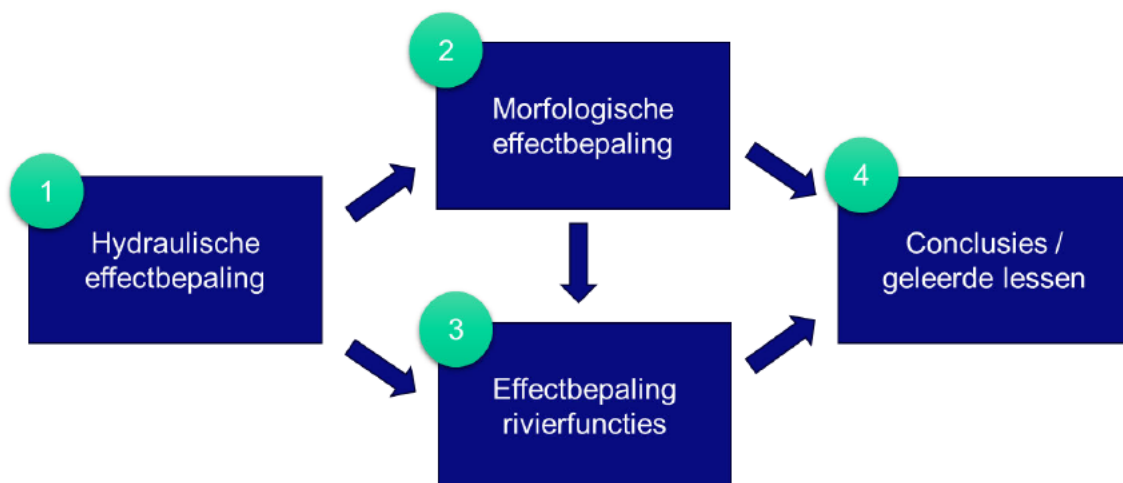 1
Hydraulische
effectbepaling
2
Morfologische
effectbepaling
3
Effectbepaling
rivierfuncties
4
Conclusies /
geleerde lessen